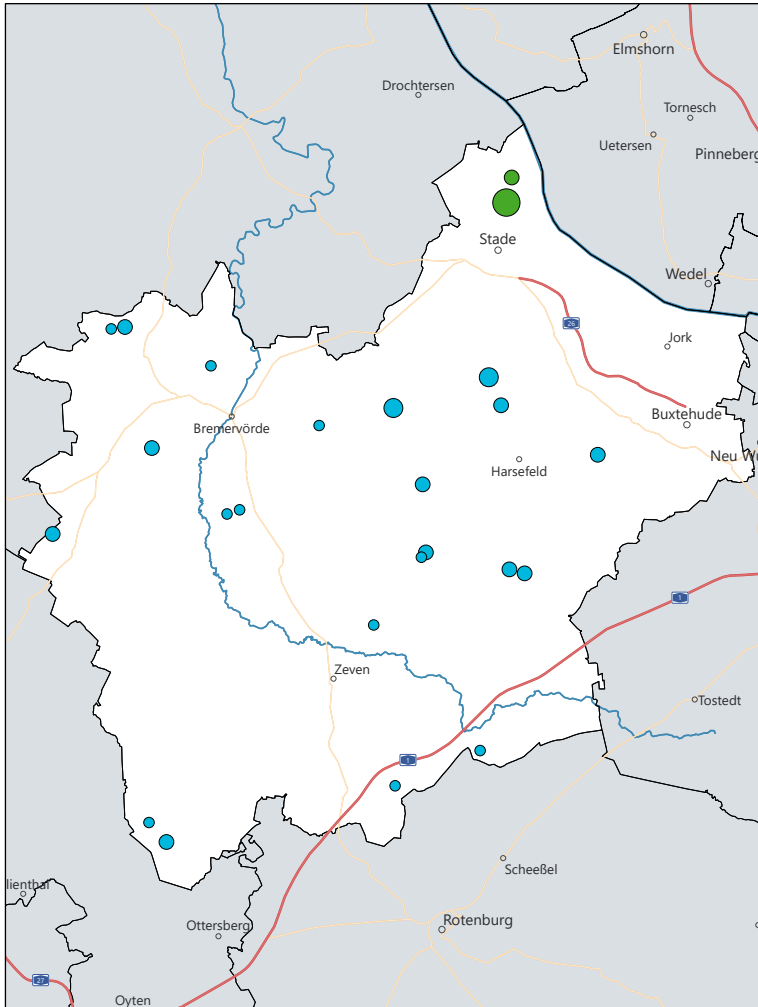 Elmshorn
Drochtersen
Tornesch
Uetersen
Pinneberg
Stade
Wedel
26
Jork
Buxtehude
Bremervörde
Neu Wu
Harsefeld
1
Zeven
Tostedt
1
Scheeßel
lienthal
Rotenburg
Ottersberg
27
Oyten